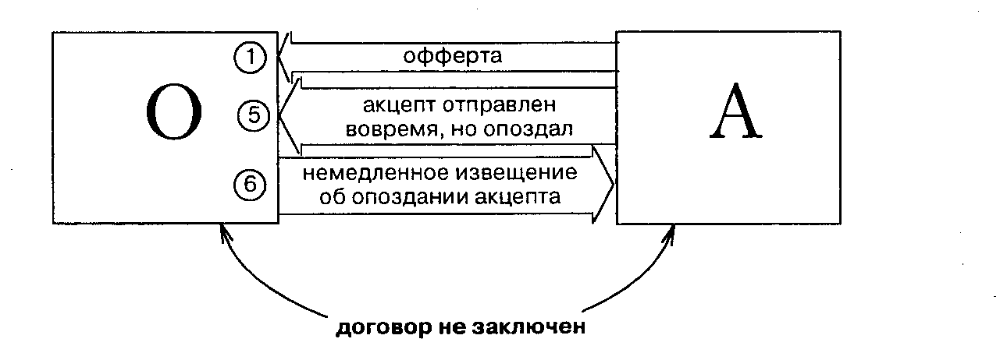 1
офферта
О
А
5
акцепт отправлен
вовремя, но опоздал
6
немедленное извещение
об опоздании акцепта
договор не заключен